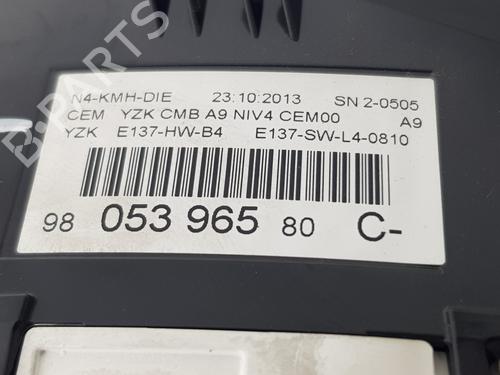 N4-KMH-DIE 23.10.2013 SN 2-0505
CEM YZK CMB A9 NIV4 CEM00 A9
YZK E137-HW-B4 E137-SW-L4-0810
98 053 965 80 C-
B-PARTS